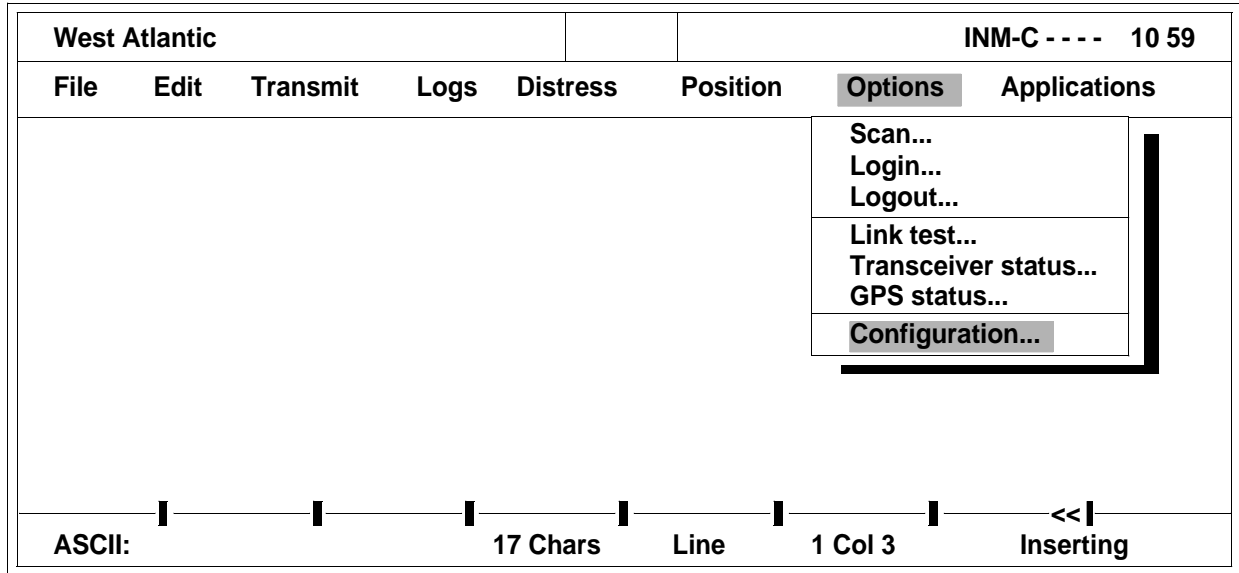 West Atlantic INM-C - - - - 10 59
File Edit Transmit Logs Distress Position Options Applications
Scan...
Login...
Logout...
Link test...
Transceiver status...
GPS status...
Configuration...
<<
ASCII: 17 Chars Line 1 Col 3 Inserting